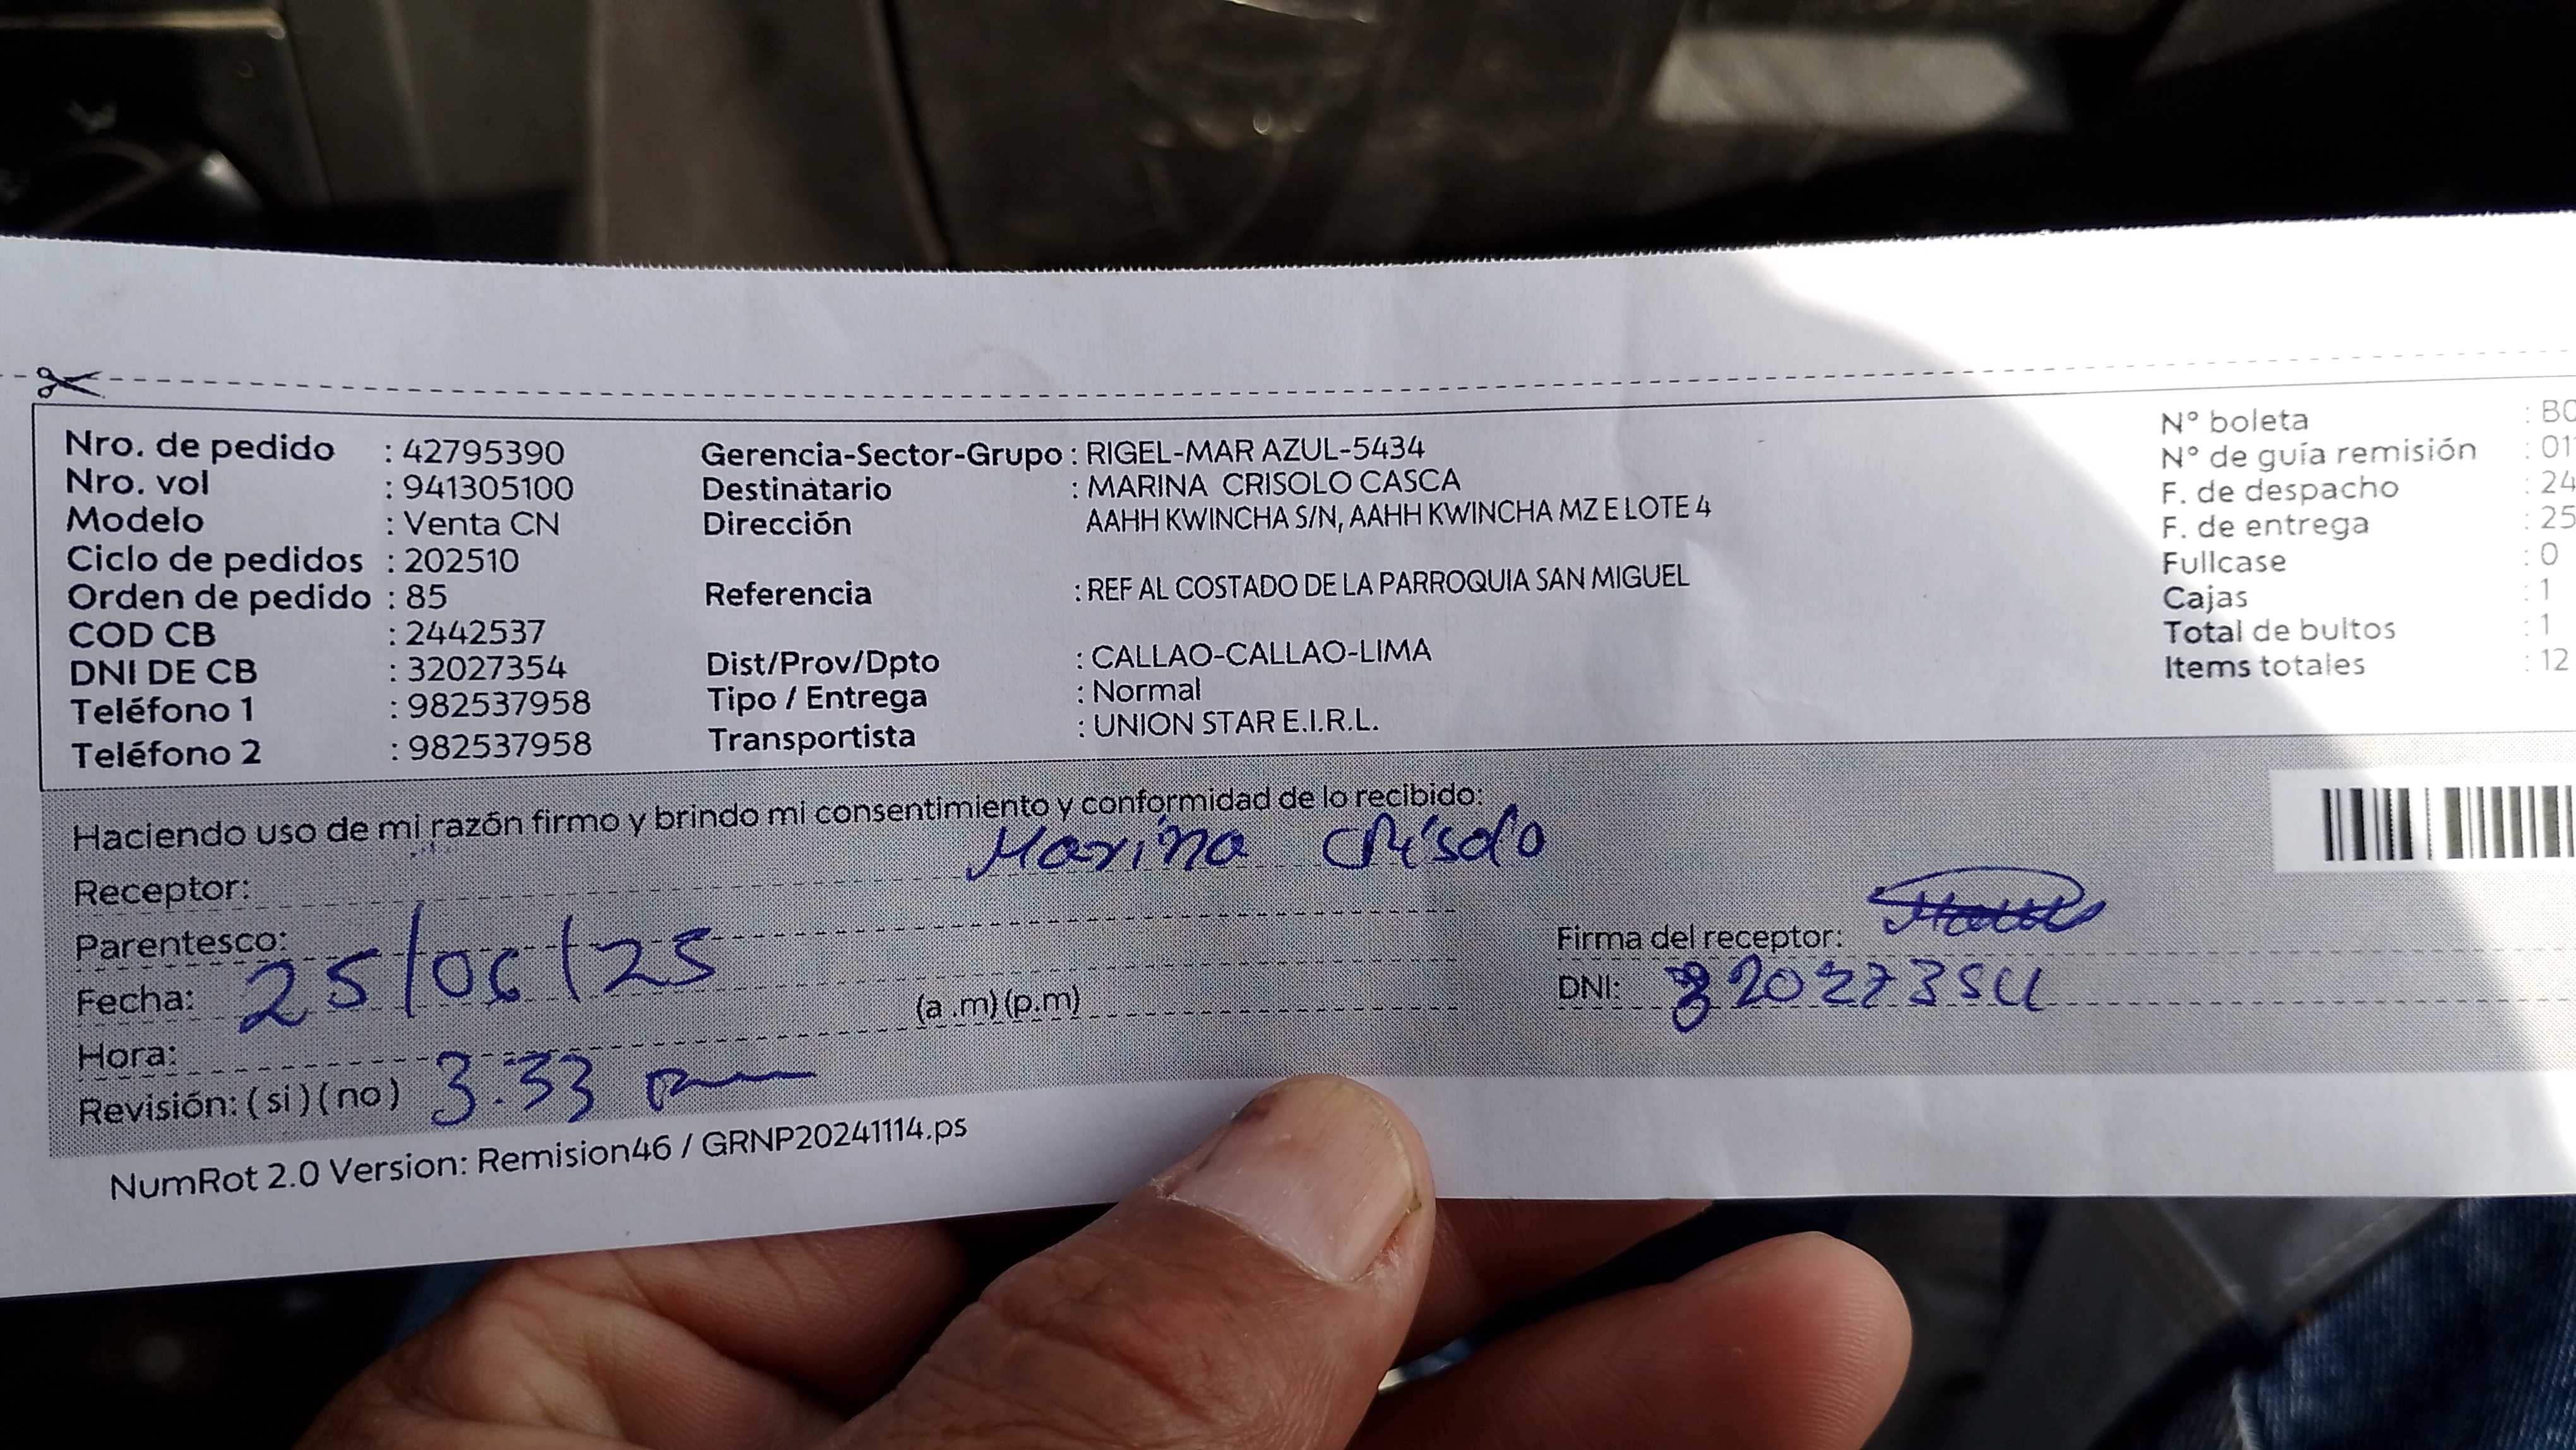 Nro. de pedido : 42795390
Nro. vol : 941305100
Modelo : Venta CN
Ciclo de pedidos : 202510
Orden de pedido : 85
COD CB : 2442537
DNI DE CB : 32027354
Teléfono 1 : 982537958
Teléfono 2 : 982537958
Gerencia-Sector-Grupo : RIGEL-MAR AZUL-5434
Destinatario : MARINA CRISOLO CASCA
Dirección AAHH KWINCHA S/N, AAHH KWINCHA MZ E LOTE 4
Referencia : REF AL COSTADO DE LA PARROQUIA SAN MIGUEL
Dist/Prov/Dpto : CALLAO-CALLAO-LIMA
Tipo / Entrega : Normal
Transportista : UNION STAR E.I.R.L.
N° boleta : B0
N° de guía remisión : 01
F. de despacho : 24
F. de entrega : 25
Fullcase : 0
Cajas : 1
Total de bultos : 1
Items totales : 12
Haciendo uso de mi razón firmo y brindo mi consentimiento y conformidad de lo recibido:
Receptor: Marina Crisolo
Parentesco:
Fecha: 25/06/25
Hora: (a .m) (p.m)
Revisión: ( si ) ( no ) 3.33 pm
Firma del receptor:
DNI: 32027354
NumRot 2.0 Version: Remision46 / GRNP20241114.ps